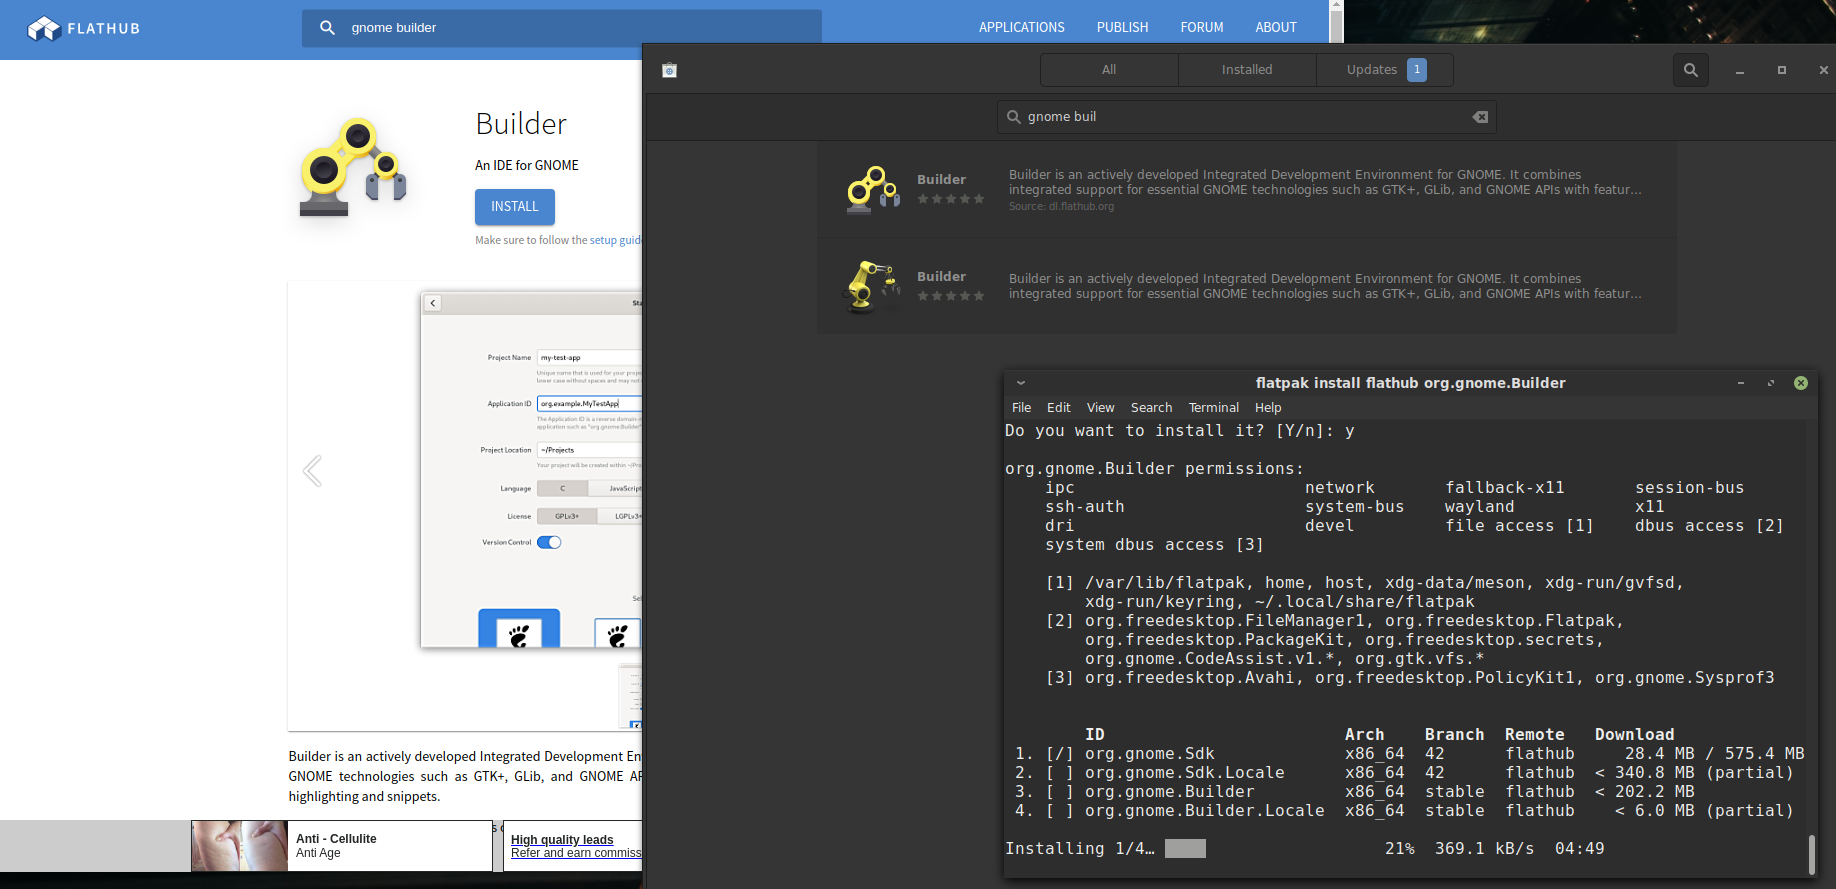 FLATHUB
gnome builder
APPLICATIONS PUBLISH FORUM ABOUT
Builder
An IDE for GNOME
INSTALL
Make sure to follow the setup
Project Name my-test-app
Application ID org.example.MyTestApp
Project Location ~/Projects
Language C JavaScript
License GPLv3+ LGPLv3+
Version Control
Builder is an actively developed Integrated Development
GNOME technologies such as GTK+, GLib, and GNOME
highlighting and snippets.
Anti - Cellulite
Anti Age
High quality leads
Refer and earn
All Installed Updates 1
gnome buil
Builder
Builder is an actively developed Integrated Development Environment for GNOME. It combines
integrated support for essential GNOME technologies such as GTK+, GLib, and GNOME APIs with featur...
Source: dl.flathub.org
Builder
Builder is an actively developed Integrated Development Environment for GNOME. It combines
integrated support for essential GNOME technologies such as GTK+, GLib, and GNOME APIs with featur...
flatpak install flathub org.gnome.Builder
File Edit View Search Terminal Help
Do you want to install it? [Y/n]: y
org.gnome.Builder permissions:
ipc network fallback-x11 session-bus
ssh-auth system-bus wayland x11
dri devel file access [1] dbus access [2]
system dbus access [3]
[1] /var/lib/flatpak, home, host, xdg-data/meson, xdg-run/gvfsd,
xdg-run/keyring, ~/.local/share/flatpak
[2] org.freedesktop.FileManager1, org.freedesktop.Flatpak,
org.freedesktop.PackageKit, org.freedesktop.secrets,
org.gnome.CodeAssist.v1.*, org.gtk.vfs.*
[3] org.freedesktop.Avahi, org.freedesktop.PolicyKit1, org.gnome.Sysprof3
ID Arch Branch Remote Download
1. [/] org.gnome.Sdk x86_64 42 flathub 28.4 MB / 575.4 MB
2. [ ] org.gnome.Sdk.Locale x86_64 42 flathub < 340.8 MB (partial)
3. [ ] org.gnome.Builder x86_64 stable flathub < 202.2 MB
4. [ ] org.gnome.Builder.Locale x86_64 stable flathub < 6.0 MB (partial)
Installing 1/4… 21% 369.1 kB/s 04:49